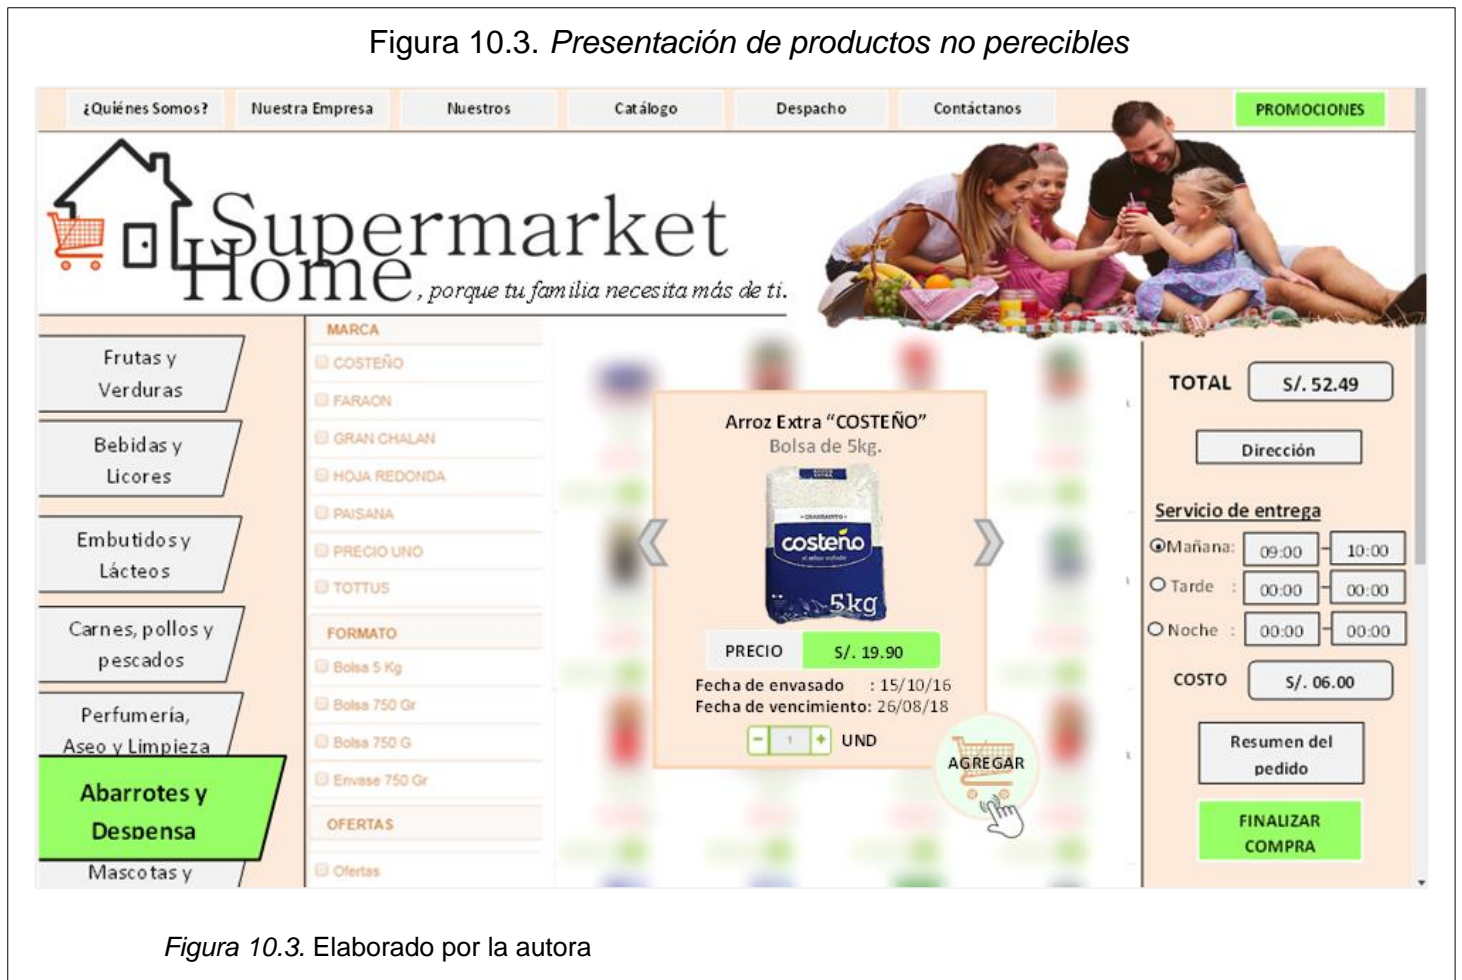 Figura 10.3. Presentación de productos no perecibles
¿Quiénes Somos?
Nuestra Empresa
Nuestros
Catálogo
Despacho
Contáctanos
PROMOCIONES
Supermarket
Home, porque tu familia necesita más de ti.
Frutas y
Verduras
Bebidas y
Licores
Embutidos y
Lácteos
Carnes, pollos y
pescados
Perfumería,
Aseo y Limpieza
Abarrotes y
Despensa
Mascotas y
MARCA
COSTEÑO
FARAON
GRAN CHALAN
HOJA REDONDA
PAISANA
PRECIO UNO
TOTTUS
FORMATO
Bolsa 5 Kg
Bolsa 750 Gr
Bolsa 750 G
Envase 750 Gr
OFERTAS
Ofertas
Arroz Extra “COSTEÑO”
Bolsa de 5kg.
costeño
5kg
PRECIO S/. 19.90
Fecha de envasado : 15/10/16
Fecha de vencimiento: 26/08/18
- 1 + UND
AGREGAR
TOTAL S/. 52.49
Dirección
Servicio de entrega
Mañana: 09:00 - 10:00
Tarde : 00:00 - 00:00
Noche : 00:00 - 00:00
COSTO S/. 06.00
Resumen del
pedido
FINALIZAR
COMPRA
Figura 10.3. Elaborado por la autora